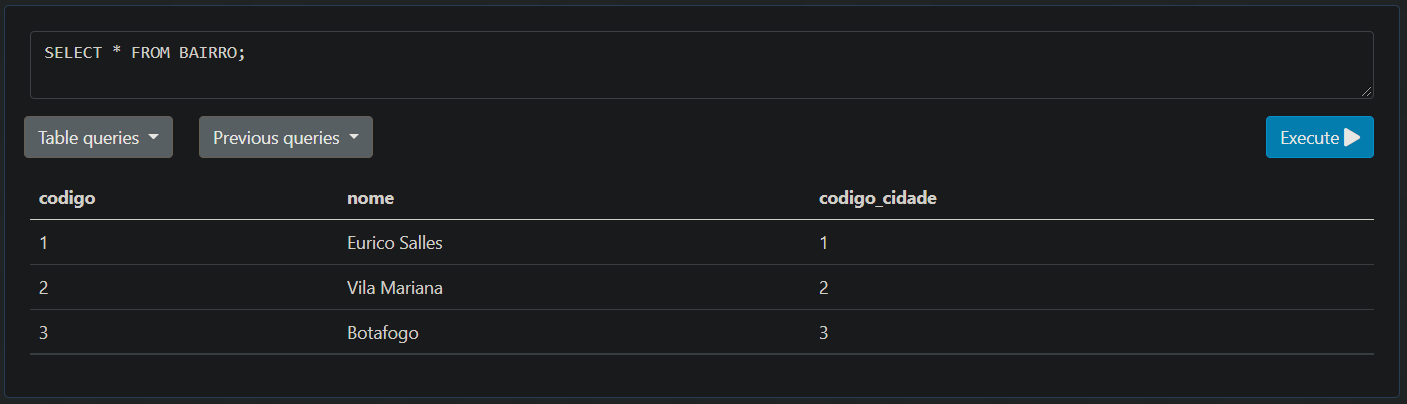 SELECT * FROM BAIRRO;
Table queries
Previous queries
Execute
codigo nome codigo_cidade
1 Eurico Salles 1
2 Vila Mariana 2
3 Botafogo 3